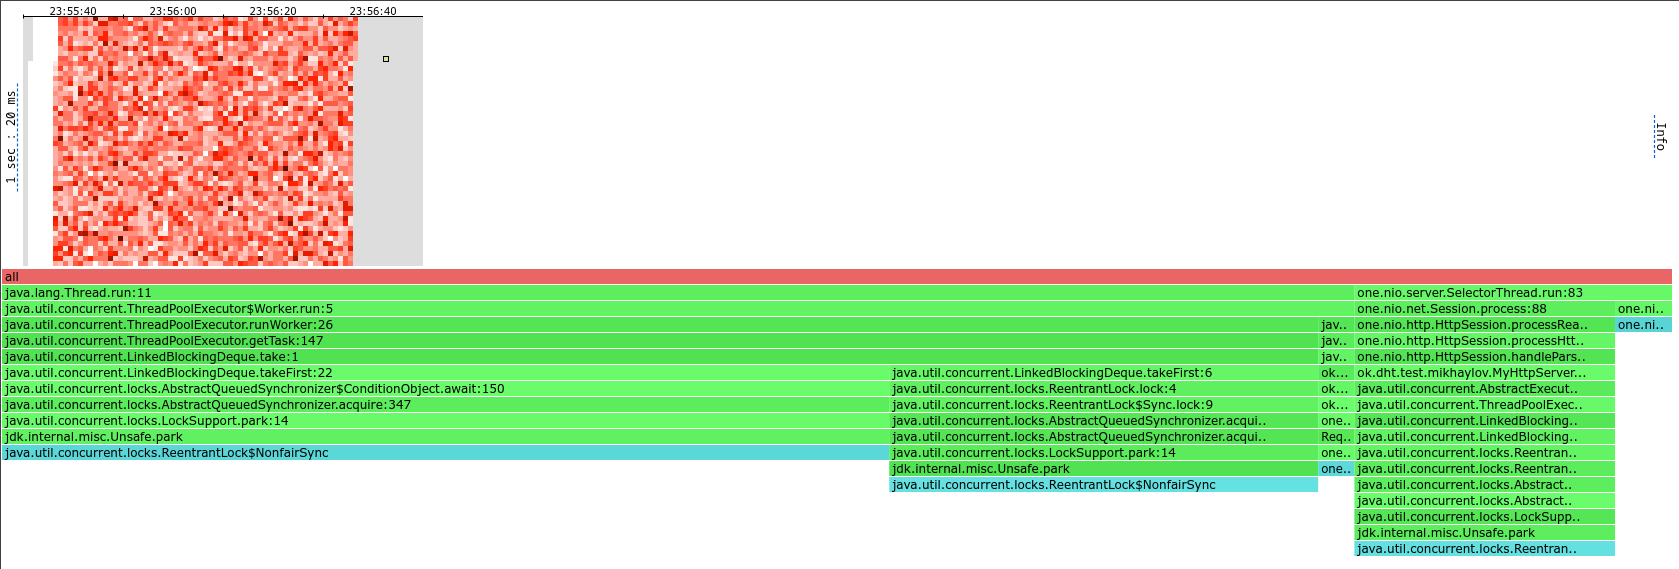 23:55:40 23:56:00 23:56:20 23:56:40
1 sec : 20 ms
Info
all
java.lang.Thread.run:11 one.nio.server.SelectorThread.run:83
java.util.concurrent.ThreadPoolExecutor$Worker.run:5 one.nio.net.Session.process:88 one.ni..
java.util.concurrent.ThreadPoolExecutor.runWorker:26 jav.. one.nio.http.HttpSession.processRea.. one.ni..
java.util.concurrent.ThreadPoolExecutor.getTask:147 jav.. one.nio.http.HttpSession.processHtt..
java.util.concurrent.LinkedBlockingDeque.take:1 jav.. one.nio.http.HttpSession.handlePars..
java.util.concurrent.LinkedBlockingDeque.takeFirst:22 java.util.concurrent.LinkedBlockingDeque.takeFirst:6 ok... ok.dht.test.mikhaylov.MyHttpServer...
java.util.concurrent.locks.AbstractQueuedSynchronizer$ConditionObject.await:150 java.util.concurrent.locks.ReentrantLock.lock:4 ok... java.util.concurrent.AbstractExecut..
java.util.concurrent.locks.AbstractQueuedSynchronizer.acquire:347 java.util.concurrent.locks.ReentrantLock$Sync.lock:9 ok... java.util.concurrent.ThreadPoolExec..
java.util.concurrent.locks.LockSupport.park:14 java.util.concurrent.locks.AbstractQueuedSynchronizer.acqui.. one.. java.util.concurrent.LinkedBlocking..
jdk.internal.misc.Unsafe.park java.util.concurrent.locks.AbstractQueuedSynchronizer.acqui.. Req.. java.util.concurrent.LinkedBlocking..
java.util.concurrent.locks.ReentrantLock$NonfairSync java.util.concurrent.locks.LockSupport.park:14 one.. java.util.concurrent.locks.Reentran..
jdk.internal.misc.Unsafe.park one.. java.util.concurrent.locks.Reentran..
java.util.concurrent.locks.ReentrantLock$NonfairSync java.util.concurrent.locks.Abstract..
java.util.concurrent.locks.Abstract..
java.util.concurrent.locks.LockSupp..
jdk.internal.misc.Unsafe.park
java.util.concurrent.locks.Reentran..